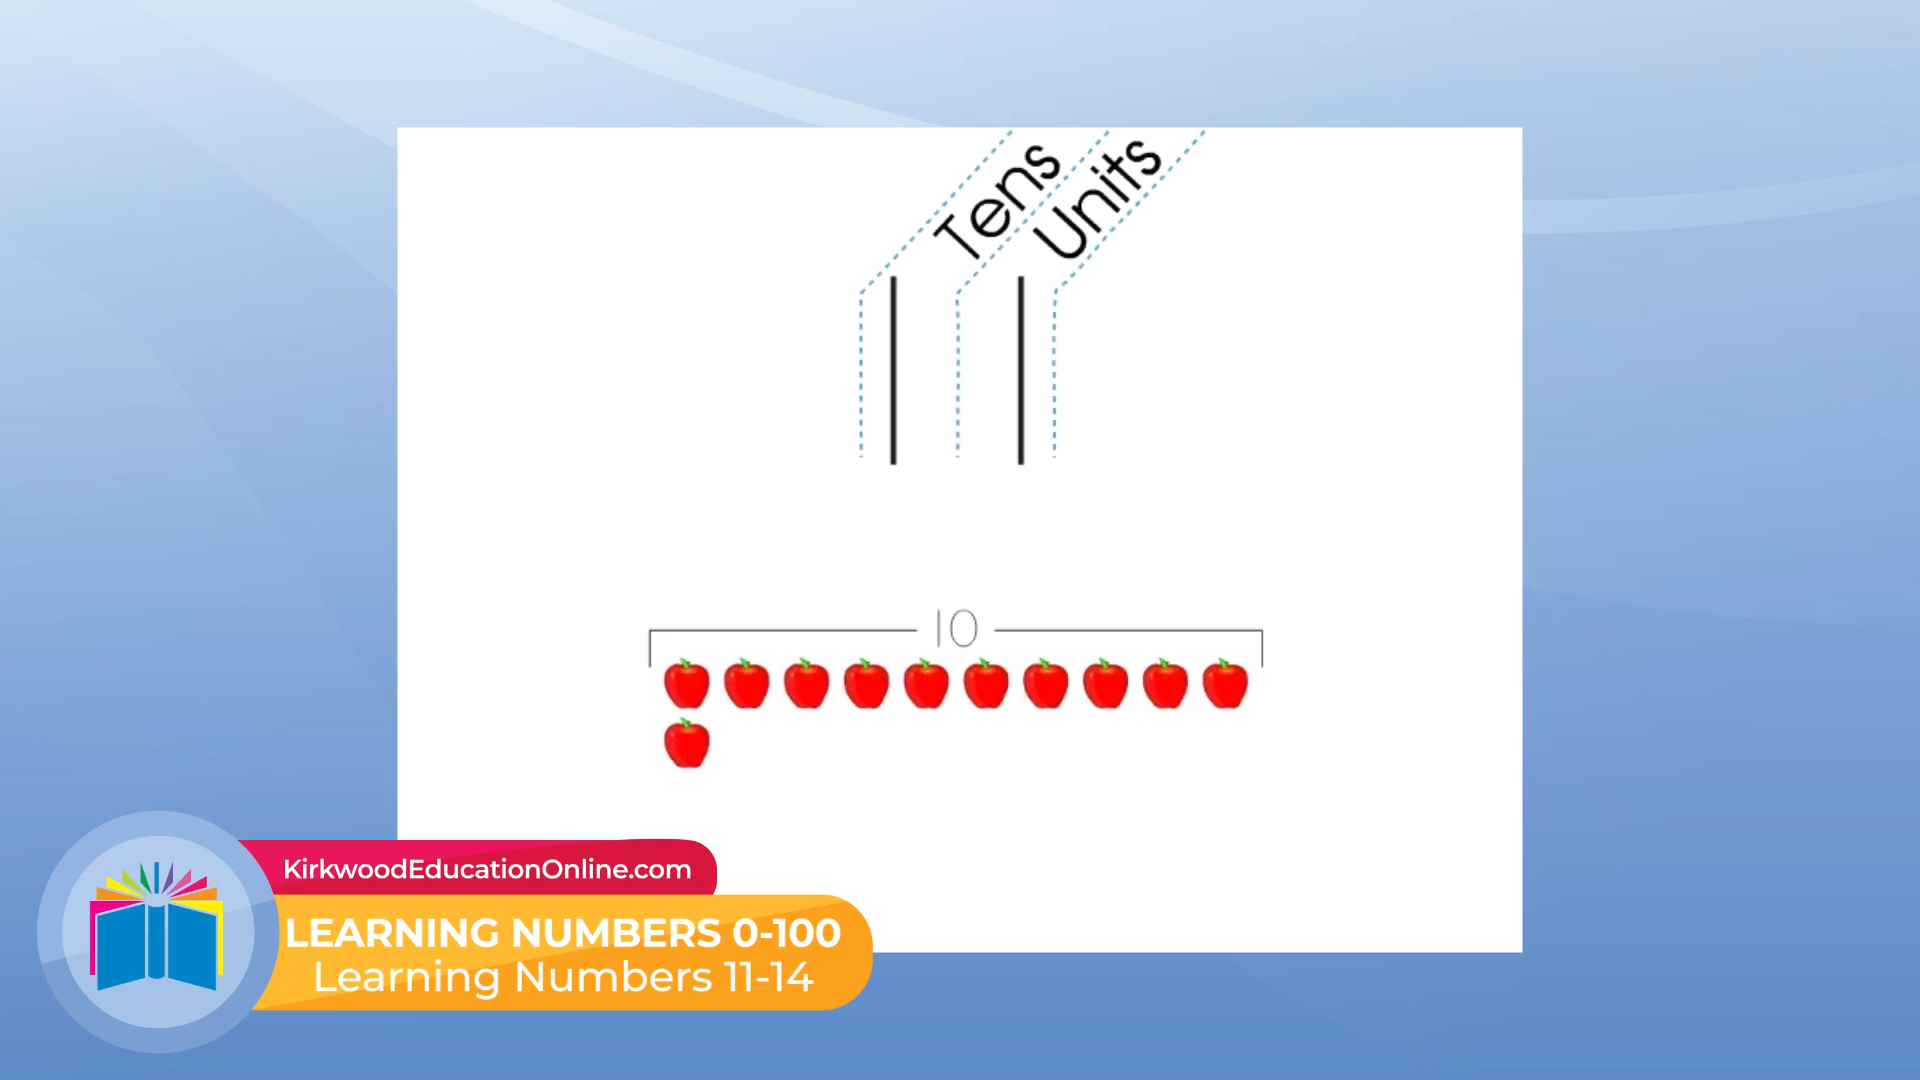 Tens
Units
11
10
KirkwoodEducationOnline.com
LEARNING NUMBERS 0-100
Learning Numbers 11-14